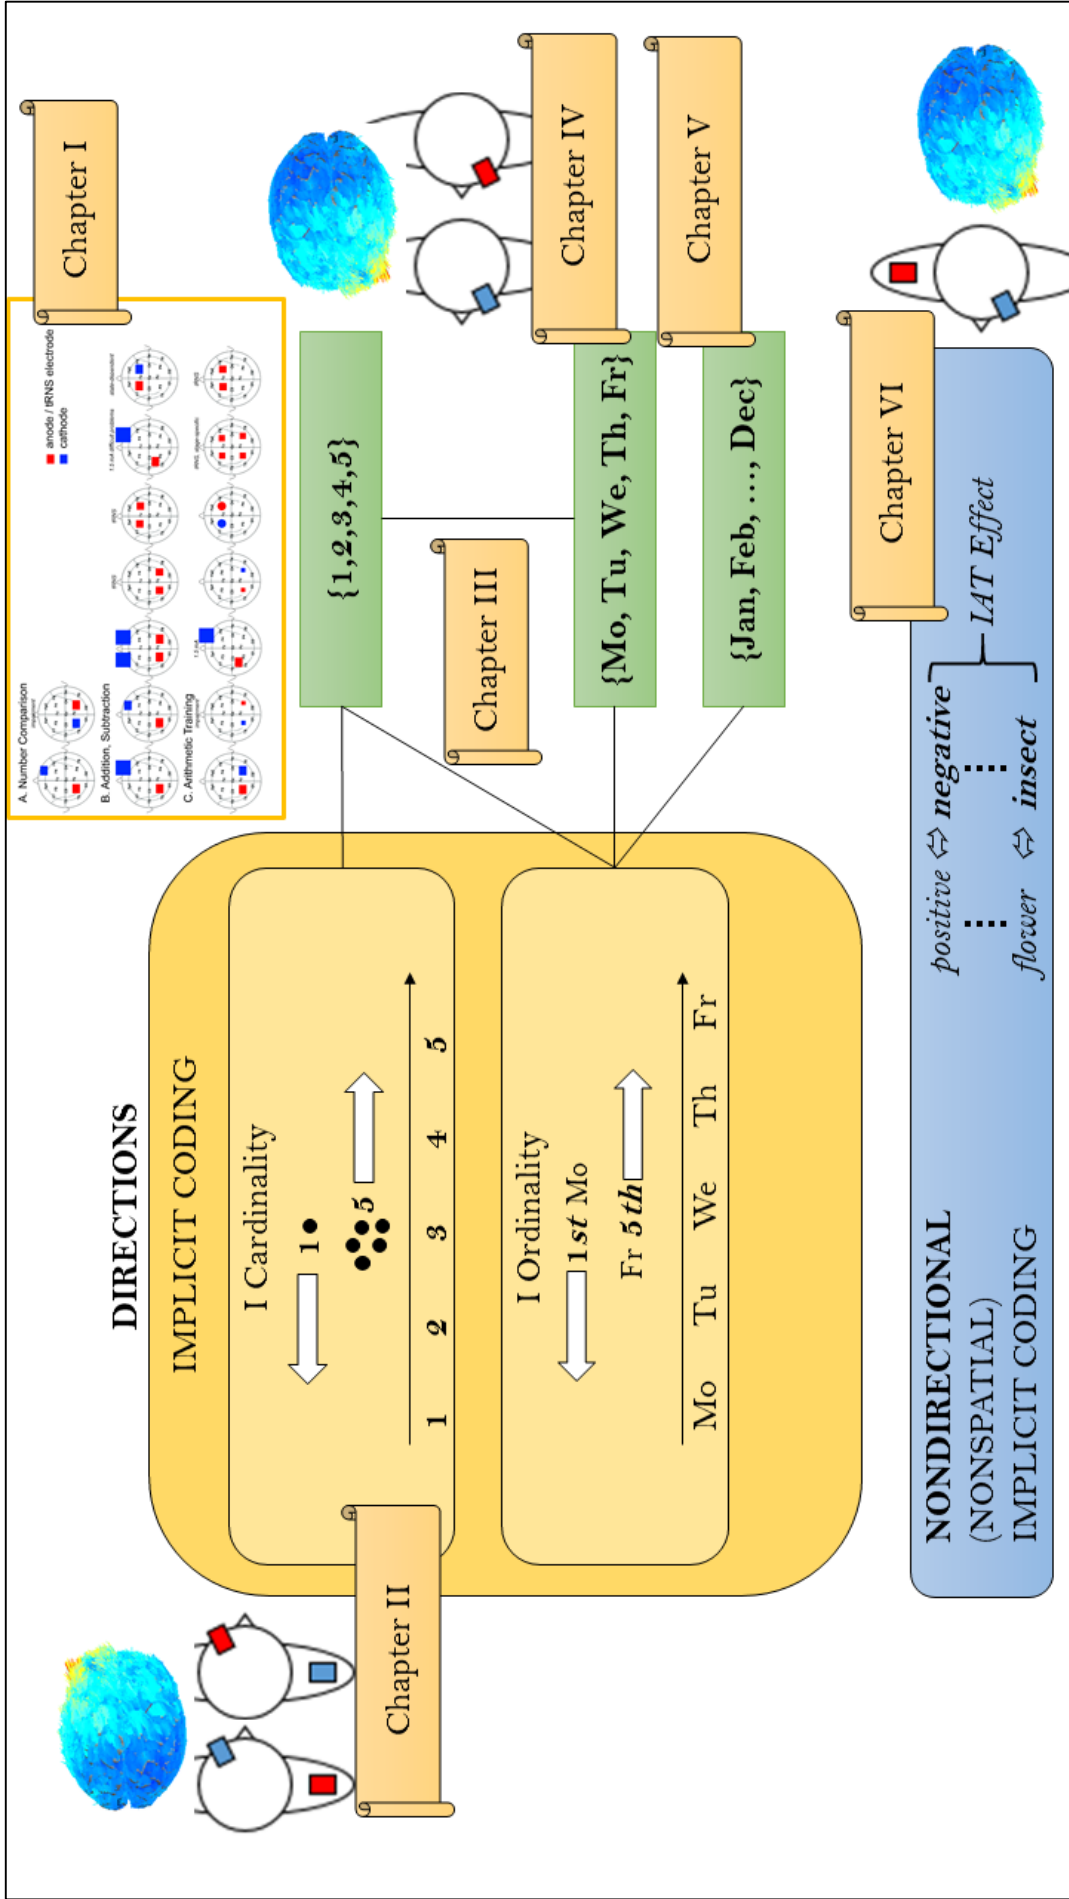 Chapter I
A. Number Comparison
B. Addition, Subtraction
C. Arithmetic Training
anode / tRNS electrode
cathode
tRNS
tRNS
tRNS
DIRECTIONS
IMPLICIT CODING
I Cardinality
1
5
1 2 3 4 5
I Ordinality
1st Mo
Fr 5th
Mo Tu We Th Fr
Chapter II
Chapter III
{1,2,3,4,5}
{Mo, Tu, We, Th, Fr}
{Jan, Feb, ..., Dec}
Chapter IV
Chapter V
Chapter VI
NONDIRECTIONAL
(NONSPATIAL)
IMPLICIT CODING
positive ⇔ negative
flower ⇔ insect
IAT Effect